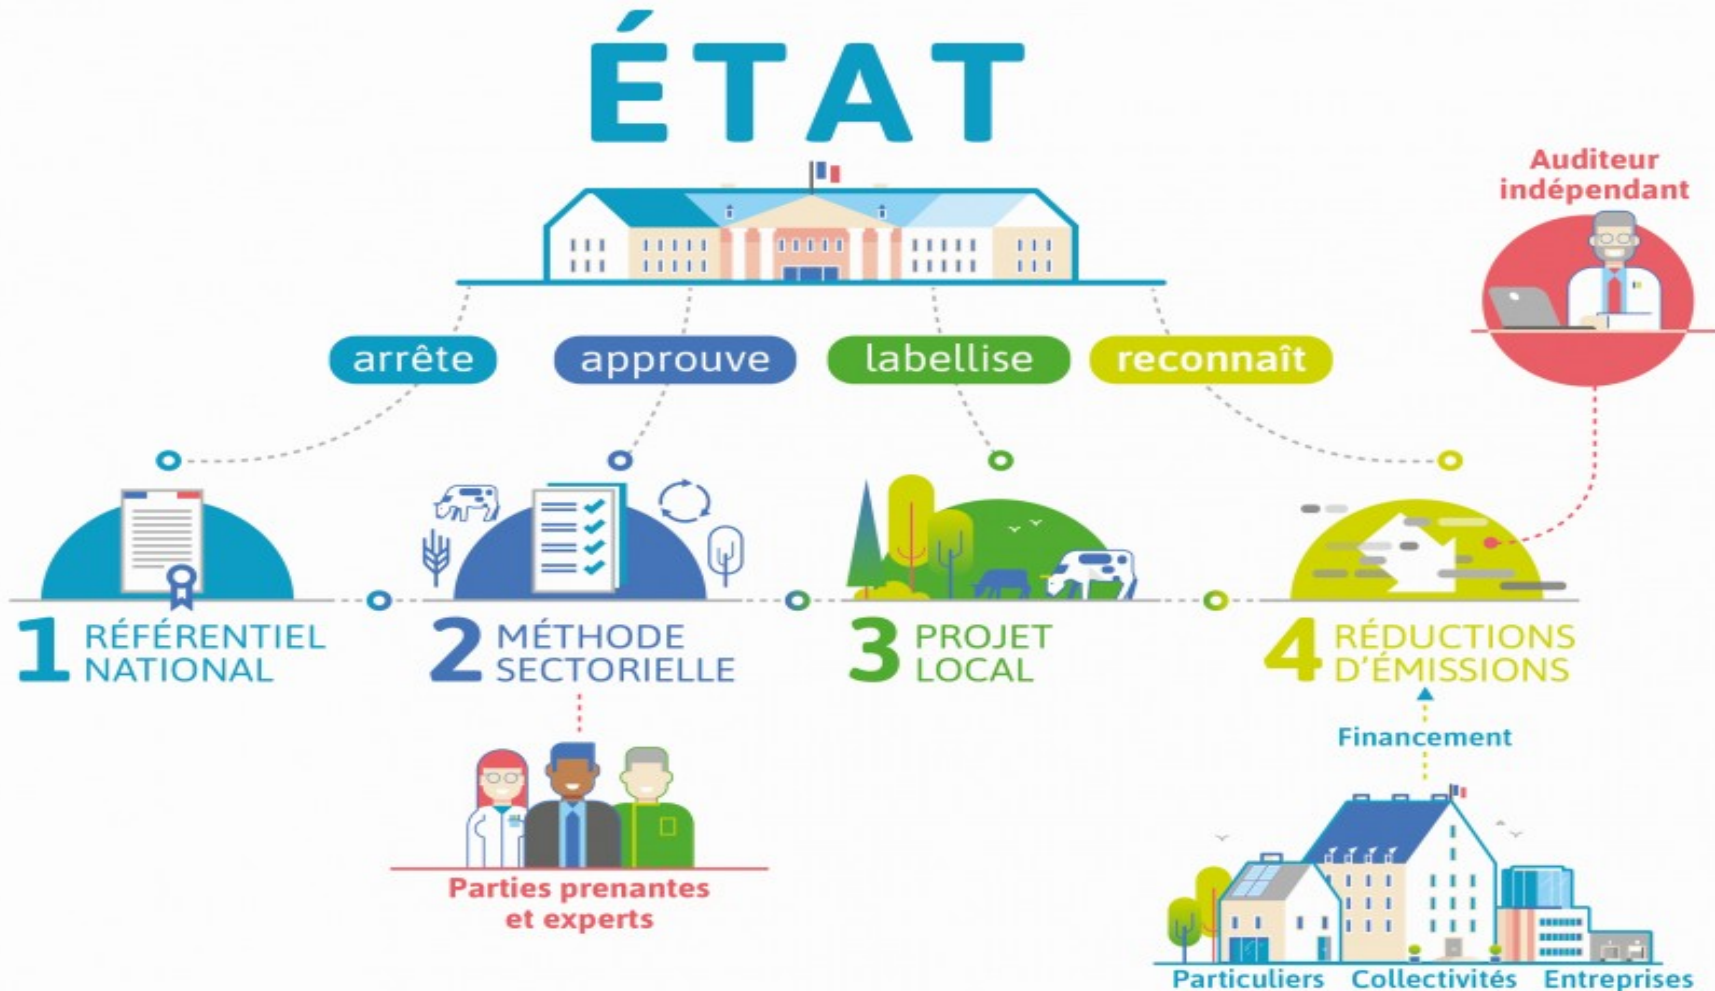 ÉTAT
Auditeur
indépendant
arrête
approuve
labellise
reconnaît
1 RÉFÉRENTIEL
NATIONAL
2 MÉTHODE
SECTORIELLE
3 PROJET
LOCAL
4 RÉDUCTIONS
D'ÉMISSIONS
Parties prenantes
et experts
Financement
Particuliers Collectivités Entreprises